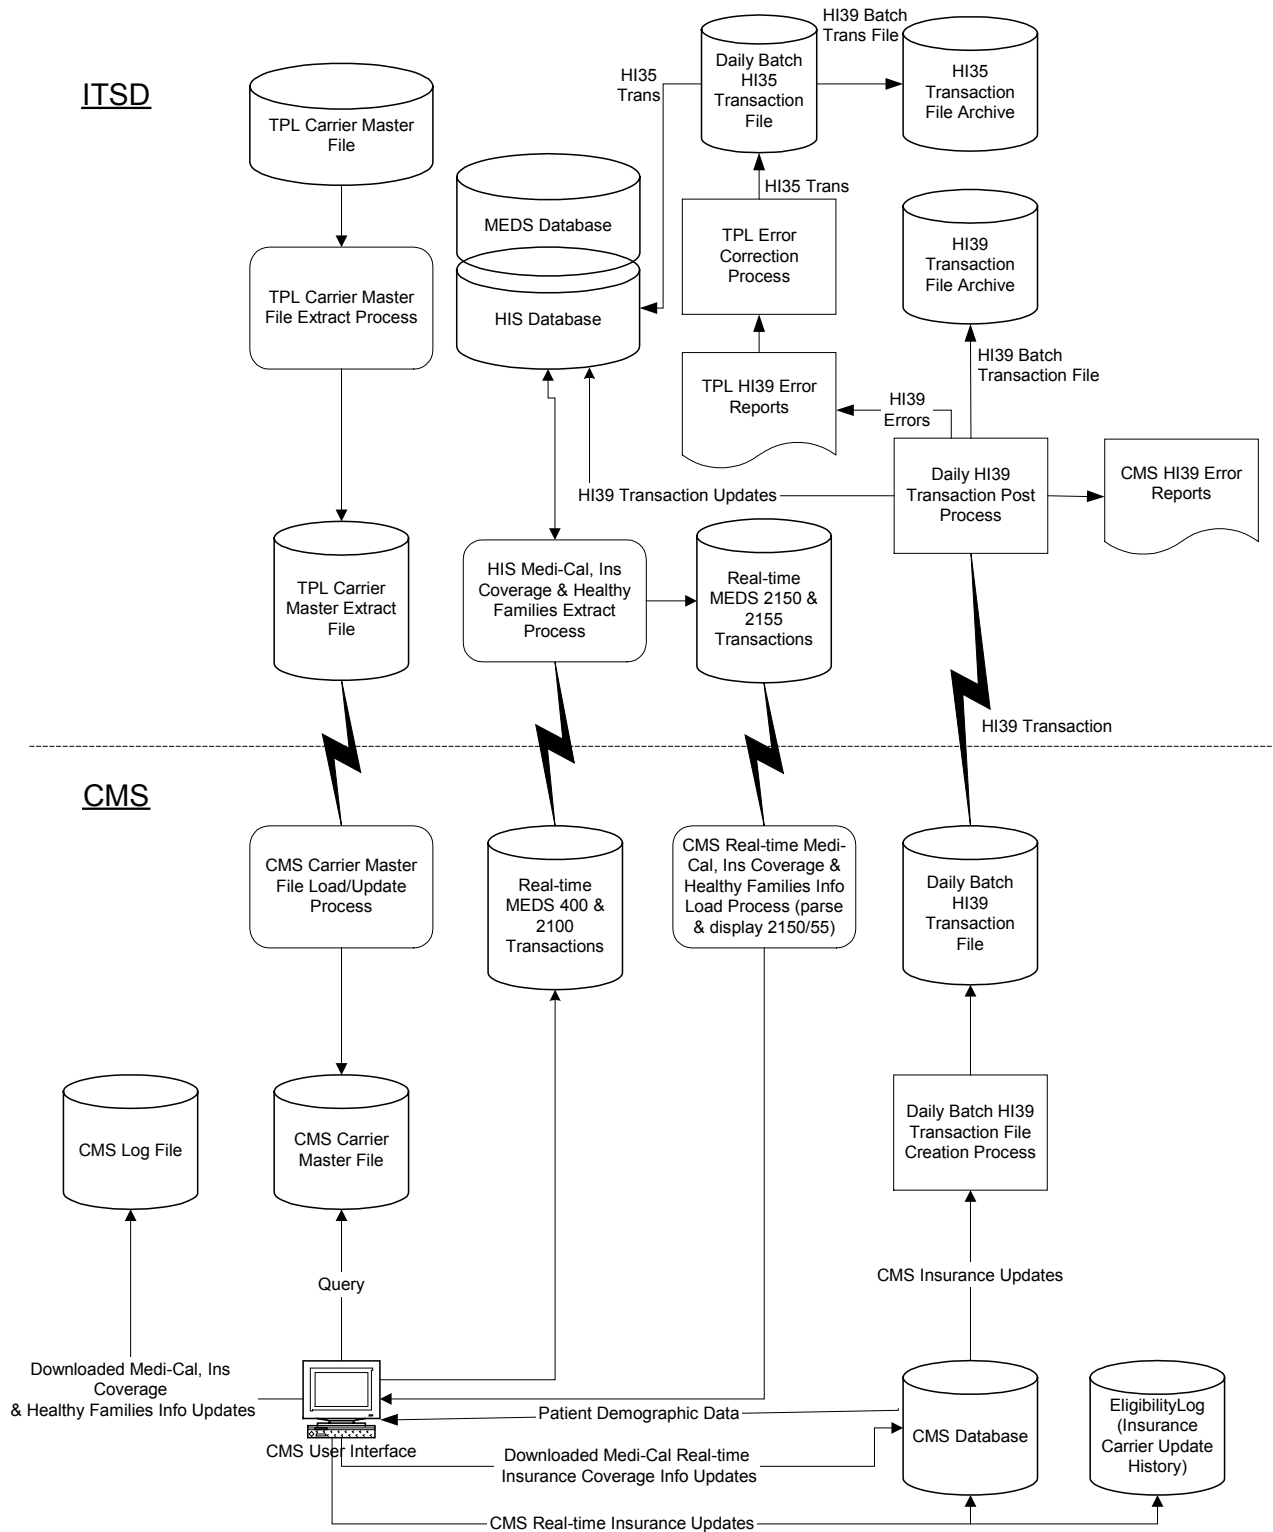 ITSD
TPL Carrier Master
File
TPL Carrier Master
File Extract Process
TPL Carrier
Master Extract
File
MEDS Database
HIS Database
HI35
Trans
Daily Batch
HI35
Transaction
File
HI39 Batch
Trans File
HI35
Transaction
File Archive
HI35 Trans
TPL Error
Correction
Process
HI39
Transaction
File Archive
TPL HI39 Error
Reports
HI39
Errors
HI39 Batch
Transaction File
Daily HI39
Transaction Post
Process
CMS HI39 Error
Reports
HI39 Transaction Updates
HIS Medi-Cal, Ins
Coverage & Healthy
Families Extract
Process
Real-time
MEDS 2150 &
2155
Transactions
HI39 Transaction
CMS
CMS Carrier Master
File Load/Update
Process
Real-time
MEDS 400 &
2100
Transactions
CMS Real-time Medi-
Cal, Ins Coverage &
Healthy Families Info
Load Process (parse
& display 2150/55)
Daily Batch
HI39
Transaction
File
CMS Log File
CMS Carrier
Master File
Daily Batch HI39
Transaction File
Creation Process
Query
CMS Insurance Updates
Downloaded Medi-Cal, Ins
Coverage
& Healthy Families Info Updates
CMS User Interface
Patient Demographic Data
Downloaded Medi-Cal Real-time
Insurance Coverage Info Updates
CMS Database
EligibilityLog
(Insurance
Carrier Update
History)
CMS Real-time Insurance Updates